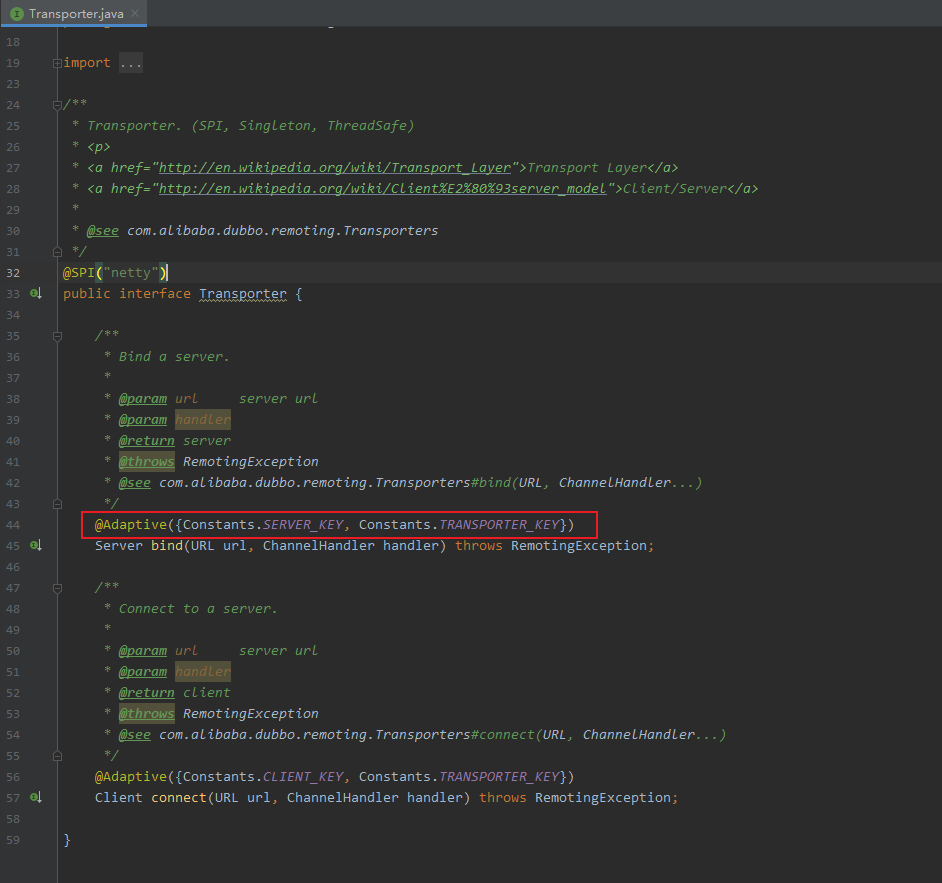 Transporter.java
18
19 import ...
23
24 /**
25 * Transporter. (SPI, Singleton, ThreadSafe)
26 * <p>
27 * <a href="http://en.wikipedia.org/wiki/Transport_Layer">Transport Layer</a>
28 * <a href="http://en.wikipedia.org/wiki/Client%E2%80%93server_model">Client/Server</a>
29 *
30 * @see com.alibaba.dubbo.remoting.Transporters
31 */
32 @SPI("netty")
33 public interface Transporter {
34
35 /**
36 * Bind a server.
37 *
38 * @param url     server url
39 * @param handler
40 * @return server
41 * @throws RemotingException
42 * @see com.alibaba.dubbo.remoting.Transporters#bind(URL, ChannelHandler...)
43 */
44 @Adaptive({Constants.SERVER_KEY, Constants.TRANSPORTER_KEY})
45 Server bind(URL url, ChannelHandler handler) throws RemotingException;
46
47 /**
48 * Connect to a server.
49 *
50 * @param url     server url
51 * @param handler
52 * @return client
53 * @throws RemotingException
54 * @see com.alibaba.dubbo.remoting.Transporters#connect(URL, ChannelHandler...)
55 */
56 @Adaptive({Constants.CLIENT_KEY, Constants.TRANSPORTER_KEY})
57 Client connect(URL url, ChannelHandler handler) throws RemotingException;
58
59 }